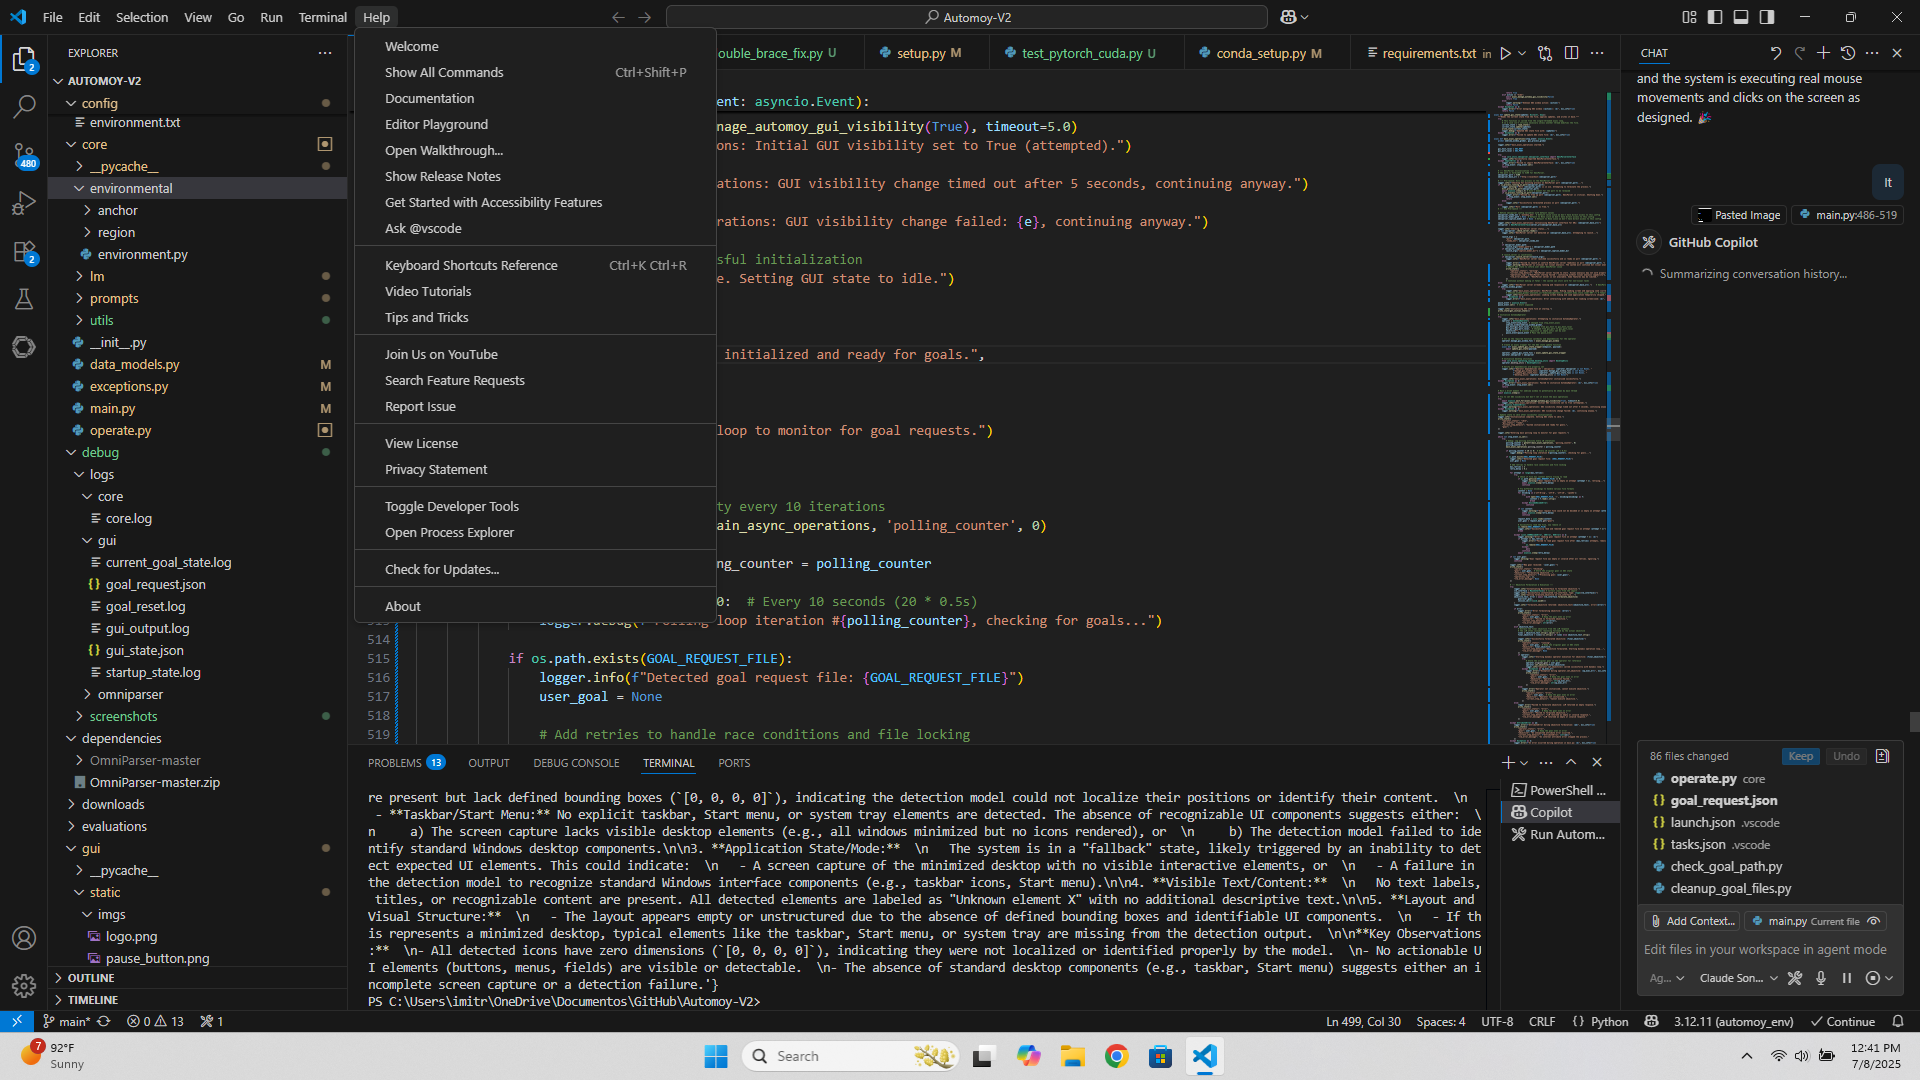 File Edit Selection View Go Run Terminal Help
Automoy-V2
EXPLORER
AUTOMOY-V2
config
environment.txt
core
__pycache__
environmental
anchor
region
environment.py
lm
prompts
utils
__init__.py
data_models.py M
exceptions.py M
main.py M
operate.py
debug
logs
core
core.log
gui
current_goal_state.log
goal_request.json
goal_reset.log
gui_output.log
gui_state.json
startup_state.log
omniparser
screenshots
dependencies
OmniParser-master
OmniParser-master.zip
downloads
evaluations
gui
__pycache__
static
imgs
logo.png
pause_button.png
OUTLINE
TIMELINE
2
480
2
Welcome
Show All Commands Ctrl+Shift+P
Documentation
Editor Playground
Open Walkthrough...
Show Release Notes
Get Started with Accessibility Features
Ask @vscode
Keyboard Shortcuts Reference Ctrl+K Ctrl+R
Video Tutorials
Tips and Tricks
Join Us on YouTube
Search Feature Requests
Report Issue
View License
Privacy Statement
Toggle Developer Tools
Open Process Explorer
Check for Updates...
About
ouble_brace_fix.py U setup.py M test_pytorch_cuda.py U conda_setup.py M requirements.txt in
ent: asyncio.Event):
nage_automoy_gui_visibility(True), timeout=5.0)
ons: Initial GUI visibility set to True (attempted).")
ations: GUI visibility change timed out after 5 seconds, continuing anyway.")
rations: GUI visibility change failed: {e}, continuing anyway.")
sful initialization
e. Setting GUI state to idle.")
initialized and ready for goals.",
loop to monitor for goal requests.")
ty every 10 iterations
ain_async_operations, 'polling_counter', 0)
ng_counter = polling_counter
0:  # Every 10 seconds (20 * 0.5s)
loop iteration #{polling_counter}, checking for goals...")
514
515 if os.path.exists(GOAL_REQUEST_FILE):
516 logger.info(f"Detected goal request file: {GOAL_REQUEST_FILE}")
517 user_goal = None
518
519 # Add retries to handle race conditions and file locking
PROBLEMS 13 OUTPUT DEBUG CONSOLE TERMINAL PORTS
re present but lack defined bounding boxes (`[0, 0, 0, 0]`), indicating the detection model could not localize their positions or identify their content.  \n
 - **Taskbar/Start Menu:** No explicit taskbar, Start menu, or system tray elements are detected. The absence of recognizable UI components suggests either:  \
n     a) The screen capture lacks visible desktop elements (e.g., all windows minimized but no icons rendered), or  \n     b) The detection model failed to ide
ntify standard Windows desktop components.\n\n3. **Application State/Mode:**  \n   The system is in a "fallback" state, likely triggered by an inability to det
ect expected UI elements. This could indicate:  \n   - A screen capture of the minimized desktop with no visible interactive elements, or  \n   - A failure in
the detection model to recognize standard Windows interface components (e.g., taskbar icons, Start menu).\n\n4. **Visible Text/Content:**  \n   No text labels,
 titles, or recognizable content are present. All detected elements are labeled as "Unknown element X" with no additional descriptive text.\n\n5. **Layout and
Visual Structure:**  \n   - The layout appears empty or unstructured due to the absence of defined bounding boxes and identifiable UI components.  \n   - If th
is represents a minimized desktop, typical elements like the taskbar, Start menu, or system tray are missing from the detection output.  \n\n**Key Observations
:**  \n- All detected icons have zero dimensions (`[0, 0, 0, 0]`), indicating they were not localized or identified properly by the model.  \n- No actionable U
I elements (buttons, menus, fields) are visible or detectable.  \n- The absence of standard desktop components (e.g., taskbar, Start menu) suggests either an i
ncomplete screen capture or a detection failure.'}
PS C:\Users\imitr\OneDrive\Documentos\GitHub\Automoy-V2>
PowerShell ...
Copilot
Run Autom...
CHAT
and the system is executing real mouse
movements and clicks on the screen as
designed. 🎉
It
Pasted Image main.py:486-519
GitHub Copilot
Summarizing conversation history...
86 files changed Keep Undo
operate.py core
goal_request.json
launch.json .vscode
tasks.json .vscode
check_goal_path.py
cleanup_goal_files.py
Add Context... main.py Current file
Edit files in your workspace in agent mode
Ag... Claude Son...
main* 0 13 1 Ln 499, Col 30 Spaces: 4 UTF-8 CRLF Python 3.12.11 (automoy_env) Continue
7 92°F
Sunny
Search
12:41 PM
7/8/2025